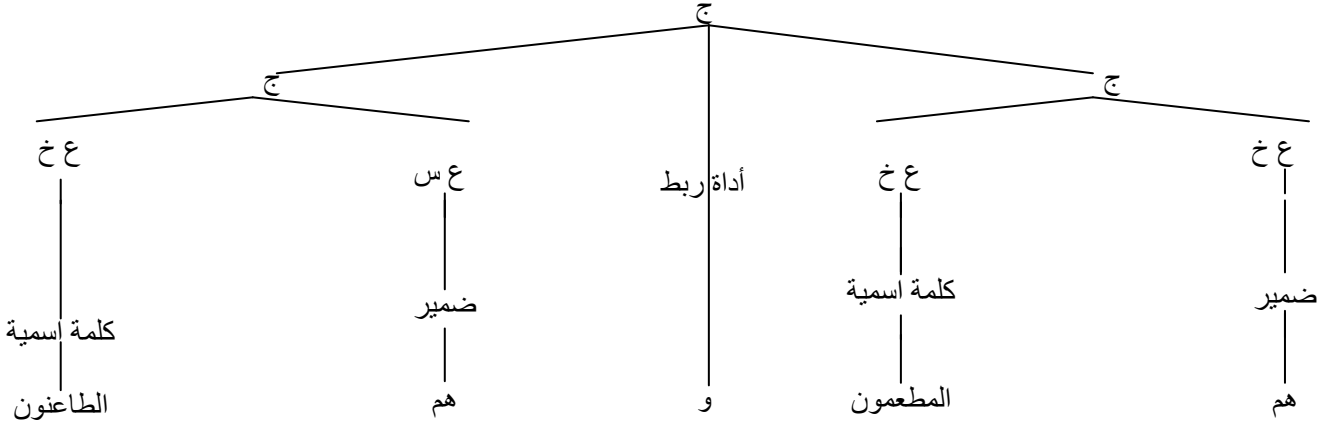 ج
ج ج
ع خ ع خ أداة ربط ع س ع خ
ضمير كلمة اسمية ضمير كلمة اسمية
هم المطعمون و هم الطاعنون